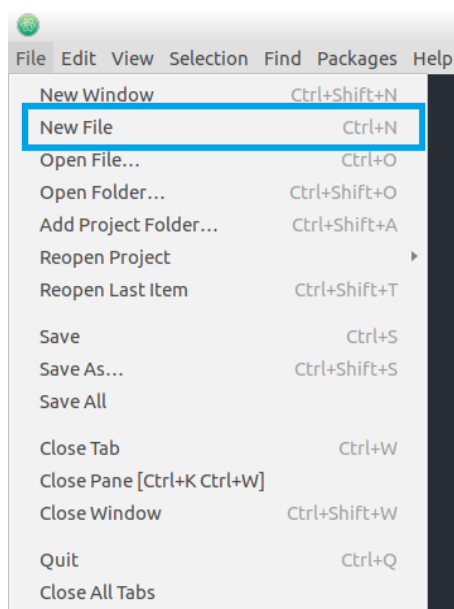 File Edit View Selection Find Packages Help
New Window Ctrl+Shift+N
New File Ctrl+N
Open File... Ctrl+O
Open Folder... Ctrl+Shift+O
Add Project Folder... Ctrl+Shift+A
Reopen Project
Reopen Last Item Ctrl+Shift+T
Save Ctrl+S
Save As... Ctrl+Shift+S
Save All
Close Tab Ctrl+W
Close Pane [Ctrl+K Ctrl+W]
Close Window Ctrl+Shift+W
Quit Ctrl+Q
Close All Tabs